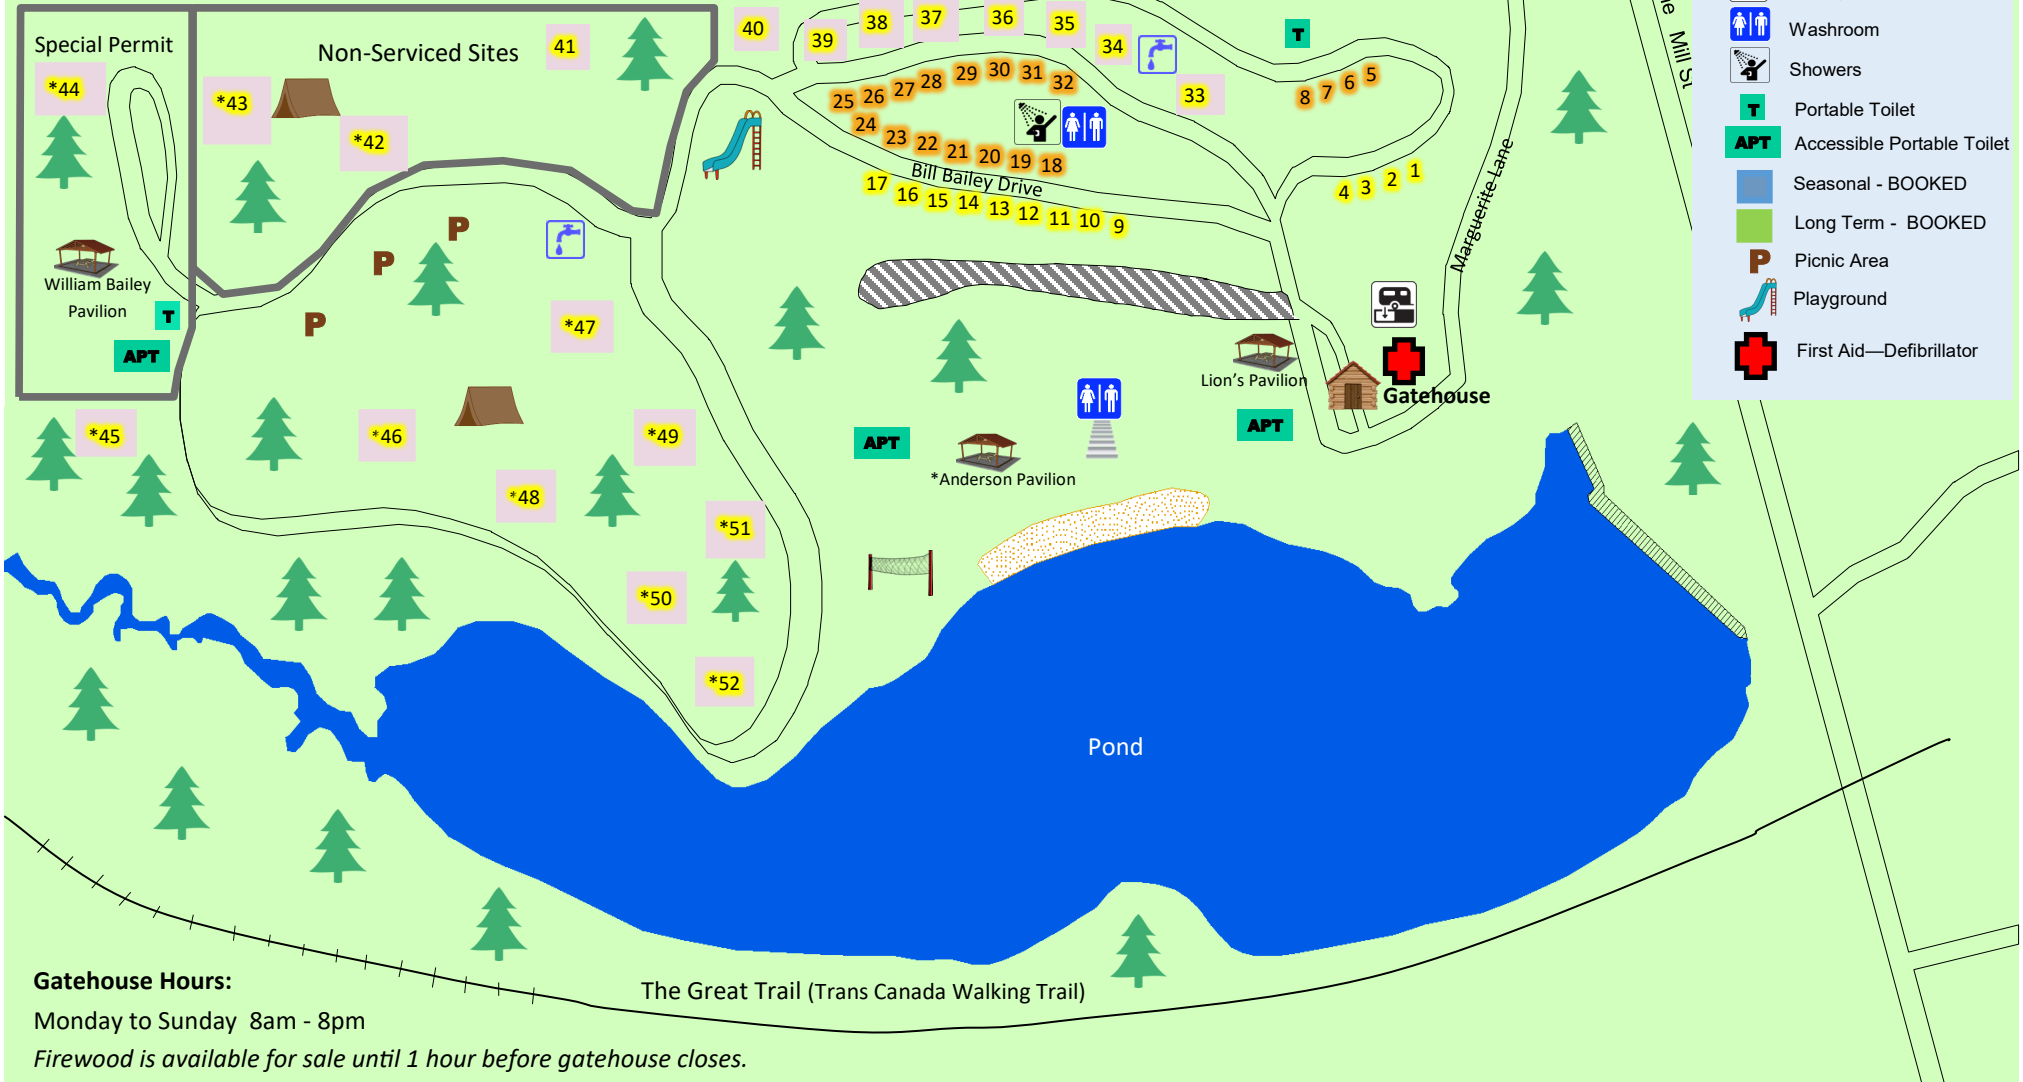 Special Permit
Non-Serviced Sites
*44
*43
*42
41
40
39
38
37
36
35
34
33
25
26
27
28
29
30
31
32
24
23
22
21
20
19
18
Bill Bailey Drive
17
16
15
14
13
12
11
10
9
8
7
6
5
4
3
2
1
Marguerite Lane
Mill St
William Bailey
Pavilion
T
APT
P
P
P
*47
*45
*46
*49
*48
*51
*50
*52
T
Lion's Pavilion
Gatehouse
APT
APT
*Anderson Pavilion
Pond
Washroom
Showers
T Portable Toilet
APT Accessible Portable Toilet
Seasonal - BOOKED
Long Term - BOOKED
P Picnic Area
Playground
First Aid—Defibrillator
The Great Trail (Trans Canada Walking Trail)
Gatehouse Hours:
Monday to Sunday 8am - 8pm
Firewood is available for sale until 1 hour before gatehouse closes.